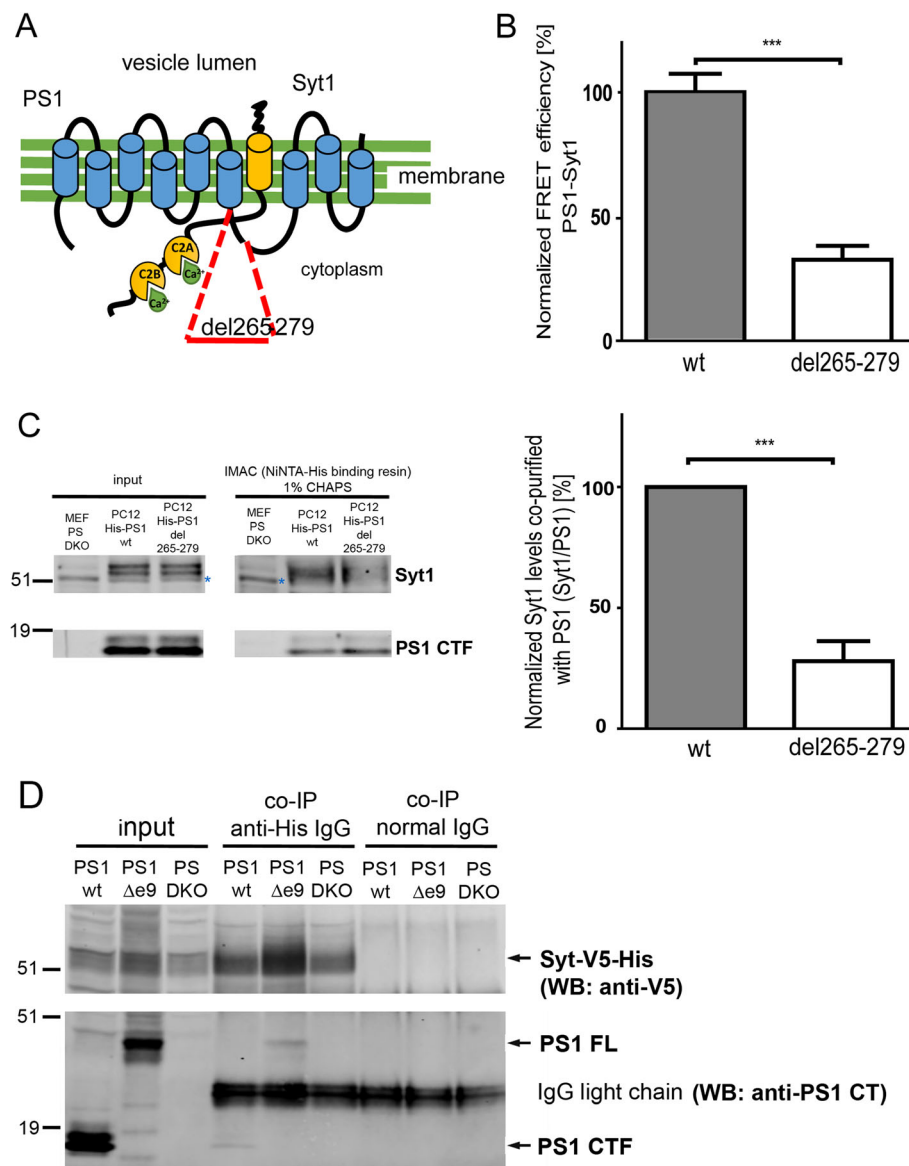 A
vesicle lumen
PS1
Syt1
membrane
C2A
C2B
Ca2+
Ca2+
cytoplasm
del265-279
B
Normalized FRET efficiency [%]
PS1-Syt1
***
100
50
0
wt
del265-279
C
input
IMAC (NiNTA-His binding resin)
1% CHAPS
MEF
PS
DKO
PC12
His-PS1
wt
PC12
His-PS1
del
265-279
MEF
PS
DKO
PC12
His-PS1
wt
PC12
His-PS1
del
265-279
51
*
*
Syt1
19
PS1 CTF
Normalized Syt1 levels co-purified
with PS1 (Syt1/PS1) [%]
***
100
50
0
wt
del265-279
D
input
co-IP
anti-His IgG
co-IP
normal IgG
PS1
wt
PS1
Δe9
PS
DKO
PS1
wt
PS1
Δe9
PS
DKO
PS1
wt
PS1
Δe9
PS
DKO
51
Syt-V5-His
(WB: anti-V5)
51
PS1 FL
IgG light chain (WB: anti-PS1 CT)
19
PS1 CTF